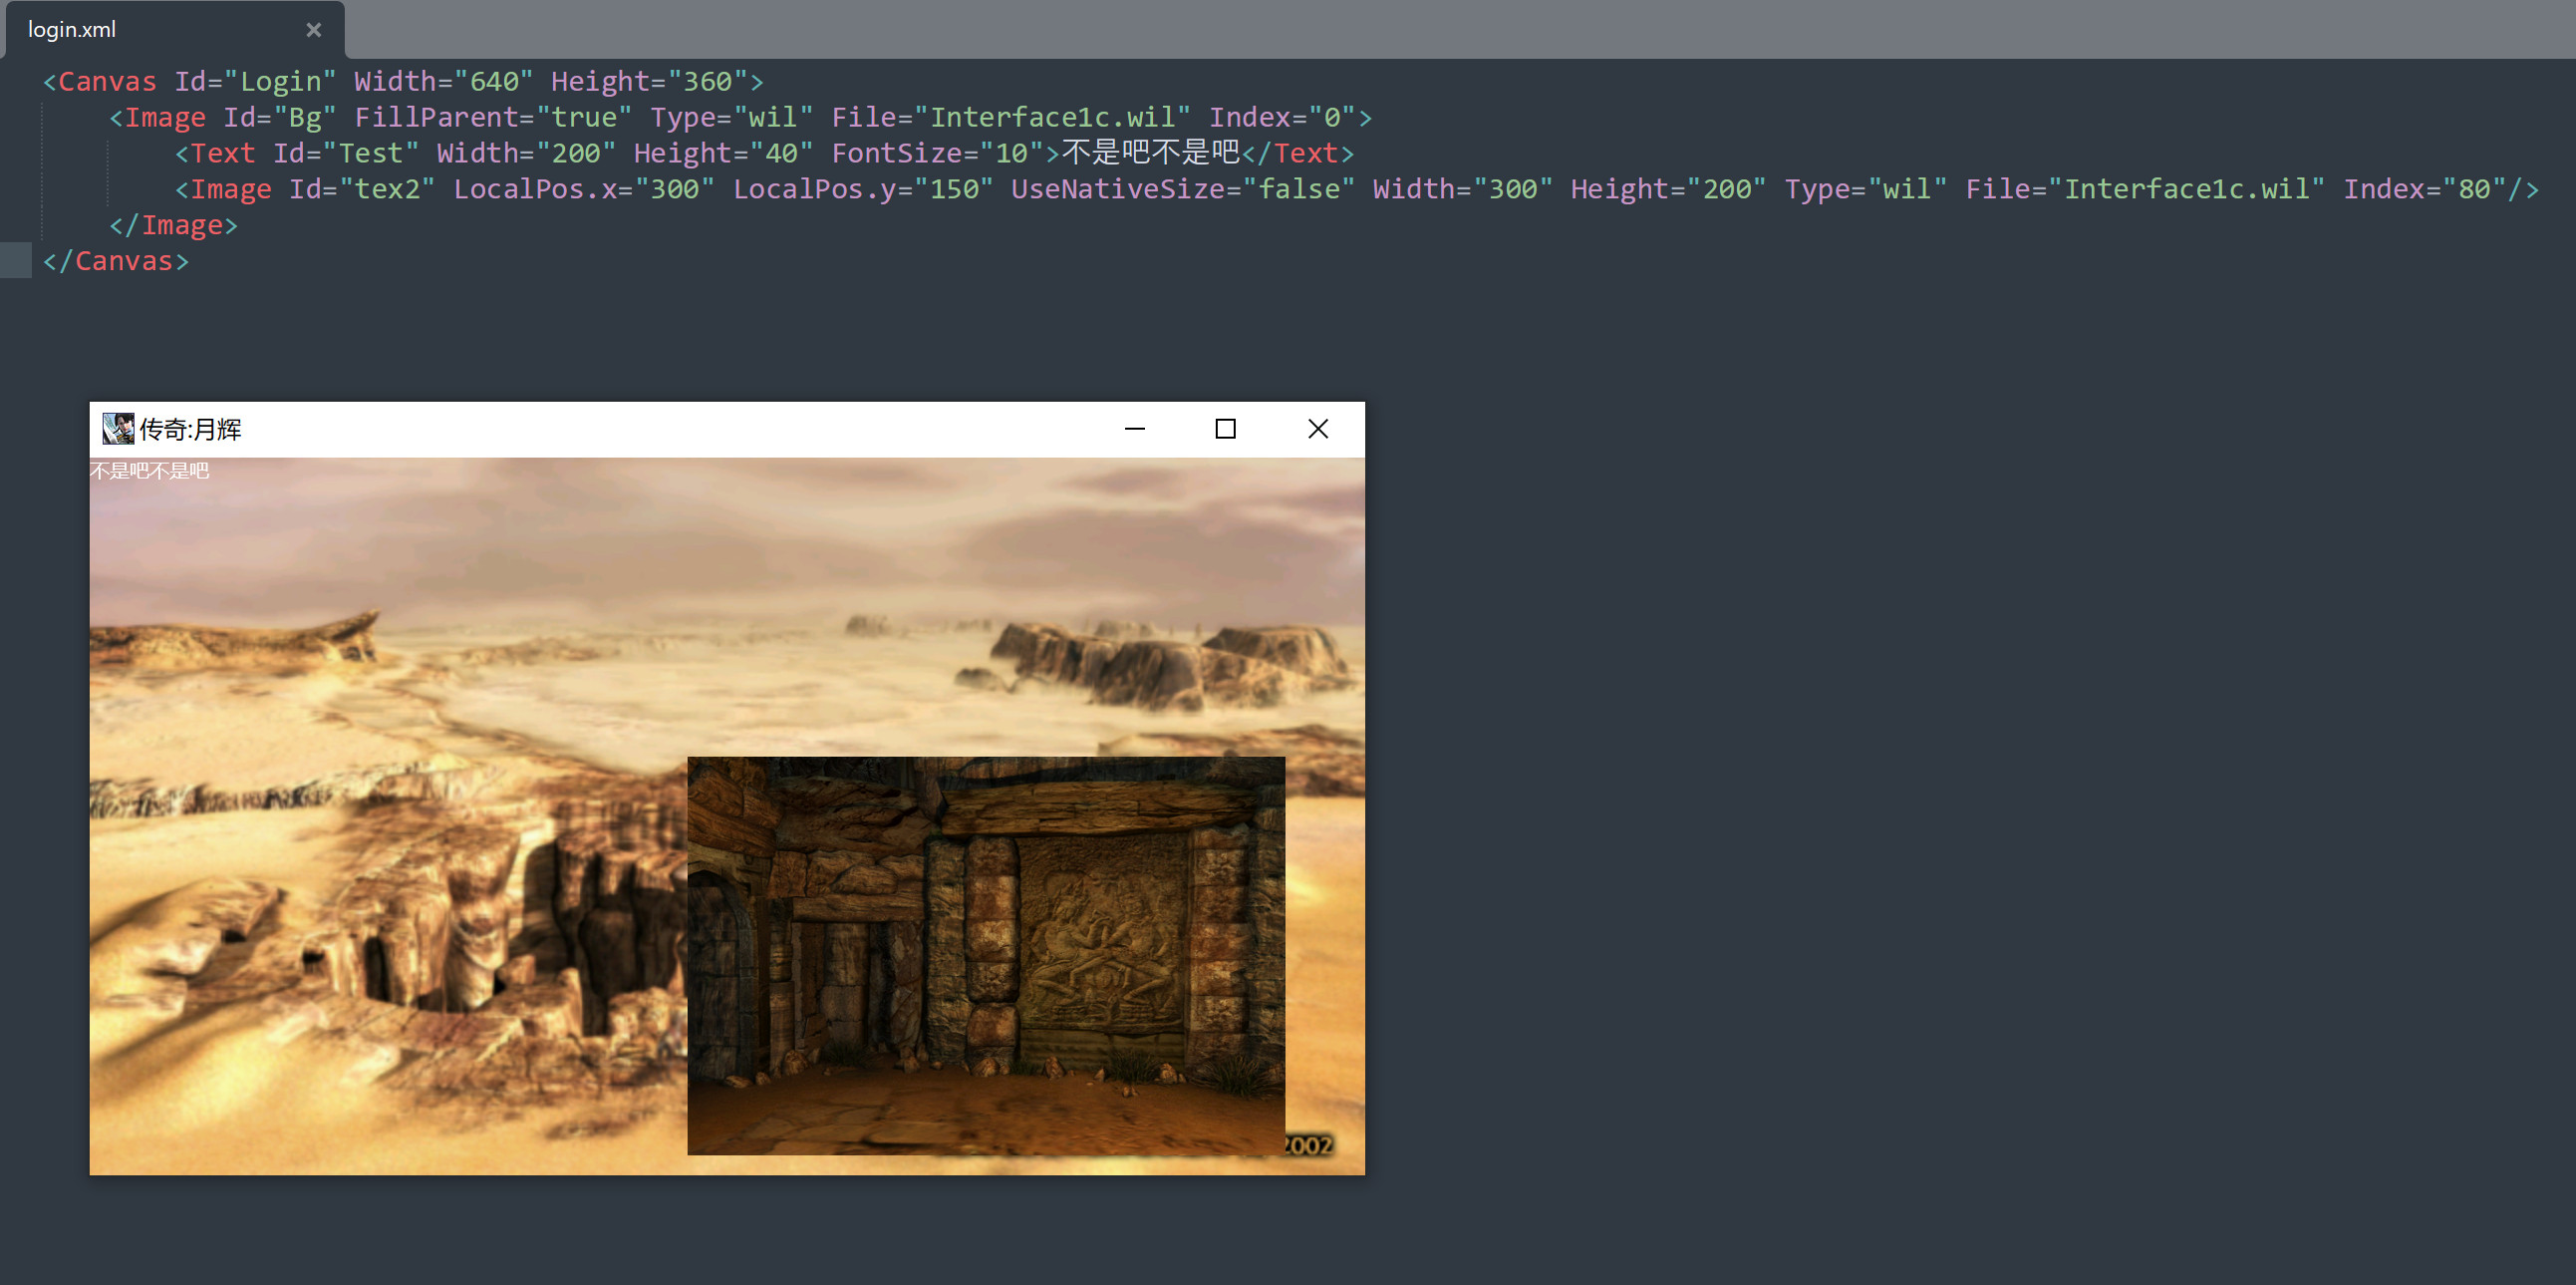 login.xml
<Canvas Id="Login" Width="640" Height="360">
<Image Id="Bg" FillParent="true" Type="wil" File="Interface1c.wil" Index="0">
<Text Id="Test" Width="200" Height="40" FontSize="10">不是吧不是吧</Text>
<Image Id="tex2" LocalPos.x="300" LocalPos.y="150" UseNativeSize="false" Width="300" Height="200" Type="wil" File="Interface1c.wil" Index="80"/>
</Image>
</Canvas>
传奇:月辉
不是吧不是吧
2002